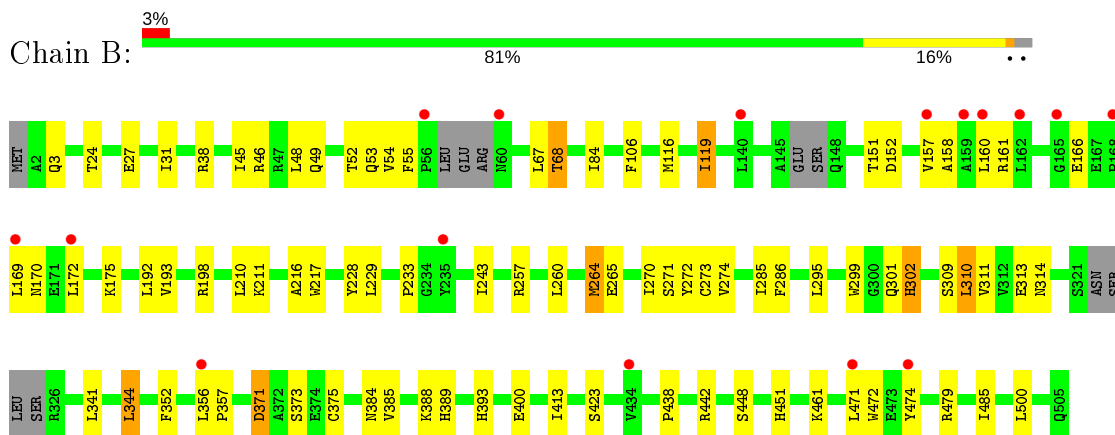 3%
Chain B:
81% 16% ..
MET A2 Q3 T24 E27 I31 R38 I45 R46 R47 L48 Q49 T52 Q53 V54 F55 P56 LEU GLU ARG N60 L67 T68 I84 F106 M116 I119 L140 A145 GLU SER Q148 T151 D152 V157 A158 A159 L160 R161 L162 G165 E166 E167 R168
L169 N170 E171 L172 K175 L192 V193 R198 L210 K211 A216 W217 Y228 L229 P233 G234 Y235 I243 R257 L260 M264 E265 I270 S271 Y272 C273 V274 I285 F286 L295 W299 G300 Q301 H302 S309 L310 V311 V312 E313 N314 S321 ASN SER
LEU SER R326 L341 L344 F352 L356 P357 D371 A372 S373 E374 C375 N384 V385 K388 H389 H393 E400 I413 S423 V434 P438 R442 S448 H451 K461 L471 W472 E473 Y474 R479 I485 L500 Q505